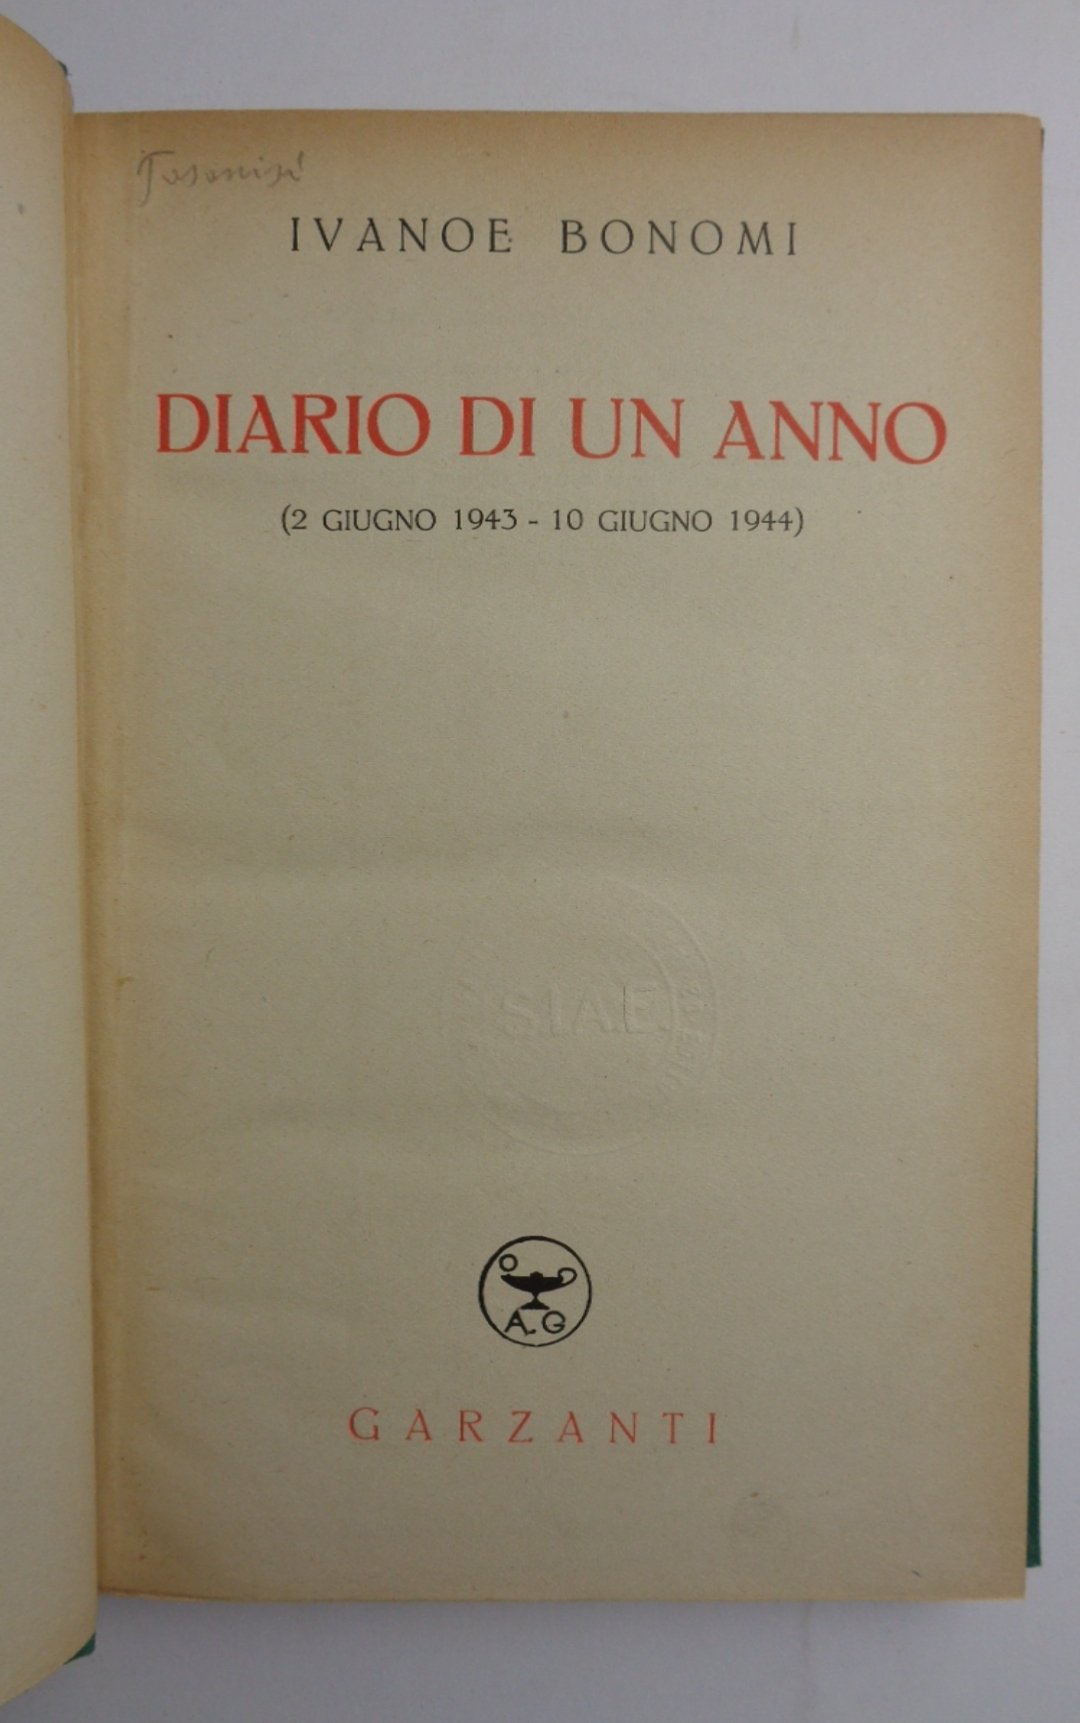 IVANOE BONOMI
DIARIO DI UN ANNO
(2 GIUGNO 1943 - 10 GIUGNO 1944)
S.I.A.E.
A. G
GARZANTI